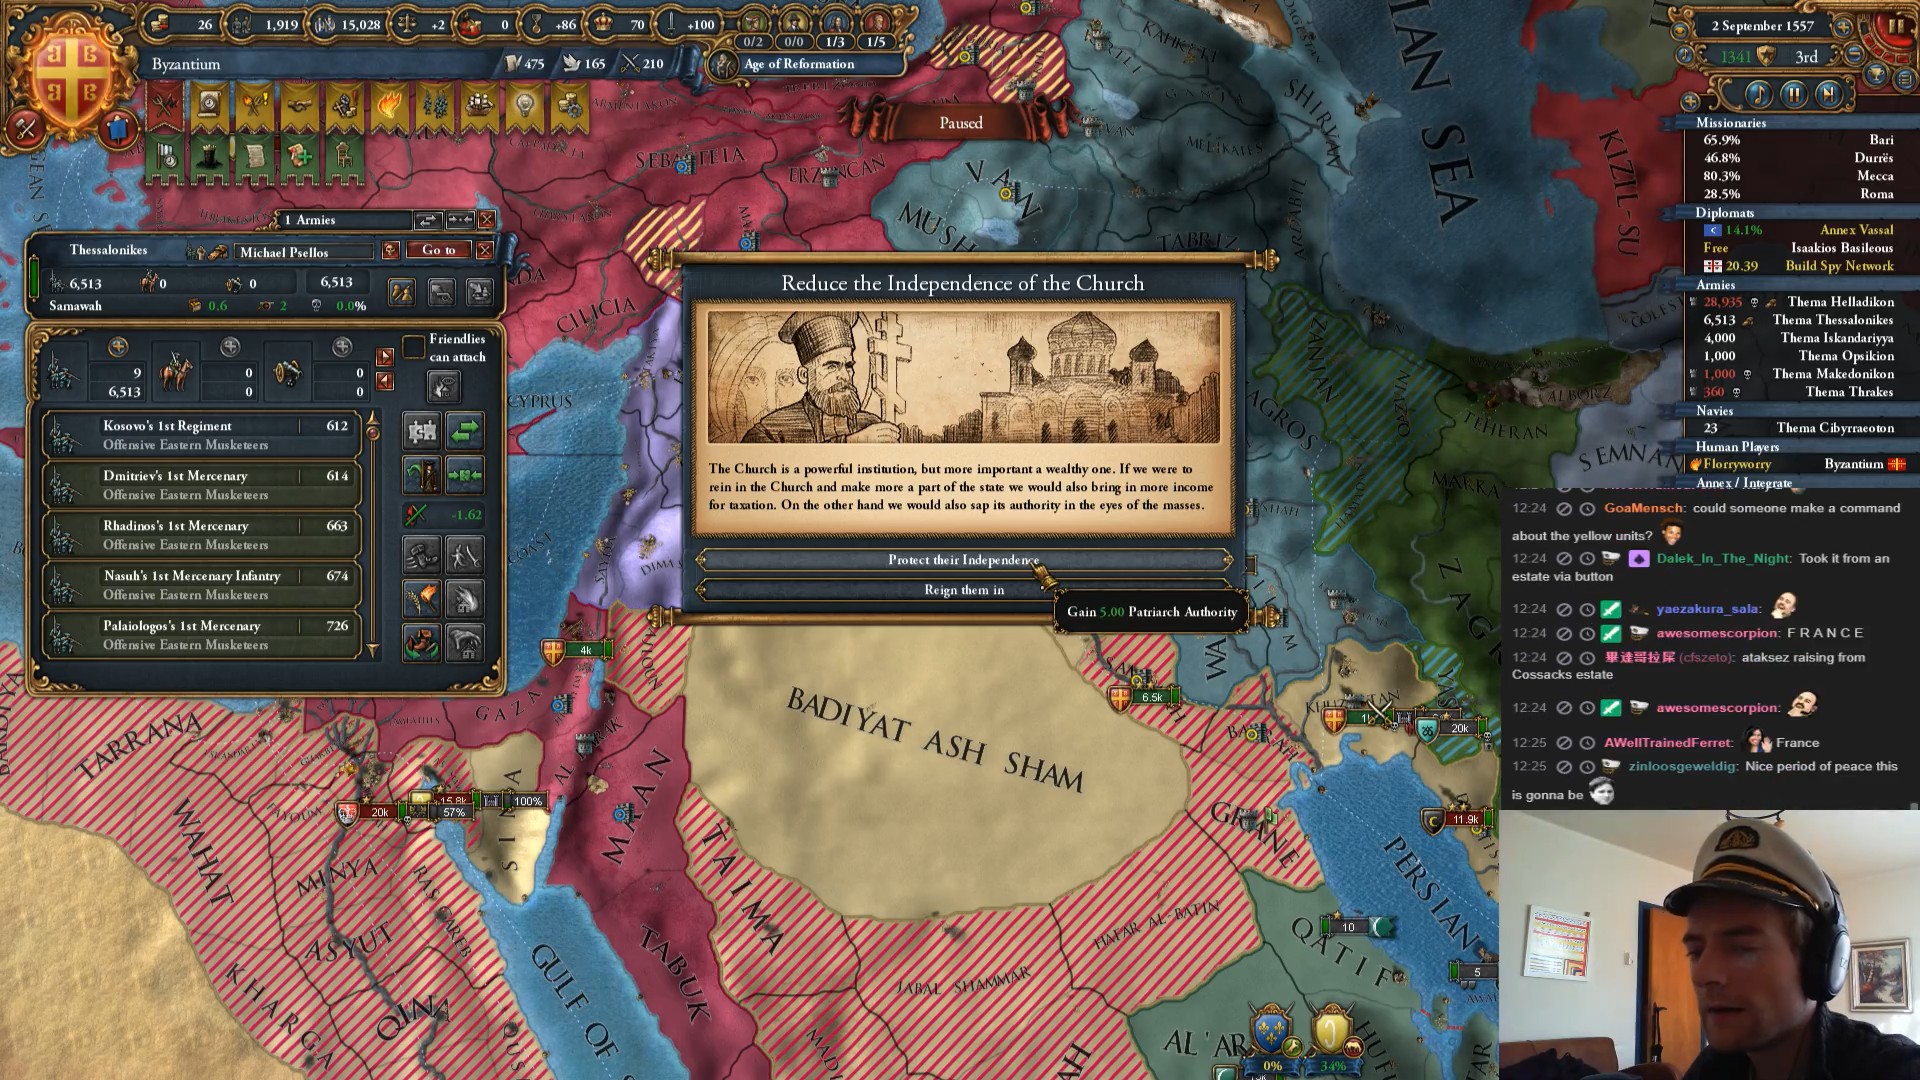 26
1,919
15,028
+2
0
+86
70
+100
0/2
0/0
1/3
1/5
Byzantium
475
165
210
Age of Reformation
2 September 1557
1341
3rd
Paused
1 Armies
Thessalonikes
Michael Psellos
Go to
6,513
0
0
6,513
Samawah
0.6
2
0.0%
Friendlies
can attach
9
0
0
6,513
0
0
Kosovo's 1st Regiment
612
Offensive Eastern Musketeers
Dmitriev's 1st Mercenary
614
Offensive Eastern Musketeers
Rhadinos's 1st Mercenary
663
Offensive Eastern Musketeers
Nasuh's 1st Mercenary Infantry
674
Offensive Eastern Musketeers
Palaiologos's 1st Mercenary
726
Offensive Eastern Musketeers
-1.62
Reduce the Independence of the Church
The Church is a powerful institution, but more important a wealthy one. If we were to
rein in the Church and make more a part of the state we would also bring in more income
for taxation. On the other hand we would also sap its authority in the eyes of the masses.
Protect their Independence
Reign them in
Gain 5.00 Patriarch Authority
Missionaries
65.9% Bari
46.8% Durrës
80.3% Mecca
28.5% Roma
Diplomats
14.1% Annex Vassal
Free Isaakios Basileous
20.39 Build Spy Network
Armies
28,935 Thema Helladikon
6,513 Thema Thessalonikes
4,000 Thema Iskandariyya
1,000 Thema Opsikion
1,000 Thema Makedonikon
360 Thema Thrakes
Navies
23 Thema Cibyrraeoton
Human Players
Florryworry Byzantium
Annex / Integrate
12:24 GoaMensch: could someone make a command
about the yellow units?
12:24 Dalek_In_The_Night: Took it from an
estate via button
12:24 yaezakura_sala:
12:24 awesomescorpion: F R A N C E
12:24 (cfszeto): ataksez raising from
Cossacks estate
12:24 awesomescorpion:
12:25 AWellTrainedFerret: France
12:25 zinloosgeweldig: Nice period of peace this
is gonna be
KAKHETI
GANJA
SHIRVAN
SEBASTEIA
ERZINCAN
VAN
MUSH
TABRIZ
CILICIA
CYPRUS
ZANJAN
TEHERAN
ALBORZ
SEMNAN
KIZIL-SU
BADIYAT ASH SHAM
GAZA
TARRANA
WAHAT
MINYA
ASYUT
KHARGA
QINA
RAS GAREB
SINA
GULF OF
MAAN
TABUK
TAIMA
JABAL SHAMMAR
HAFAR AL-BATIN
GRANE
QATIF
PERSIAN
BASRAH
4k
6.5k
20k
20k
15.8k
57%
100%
11.9k
10
5
0%
34%